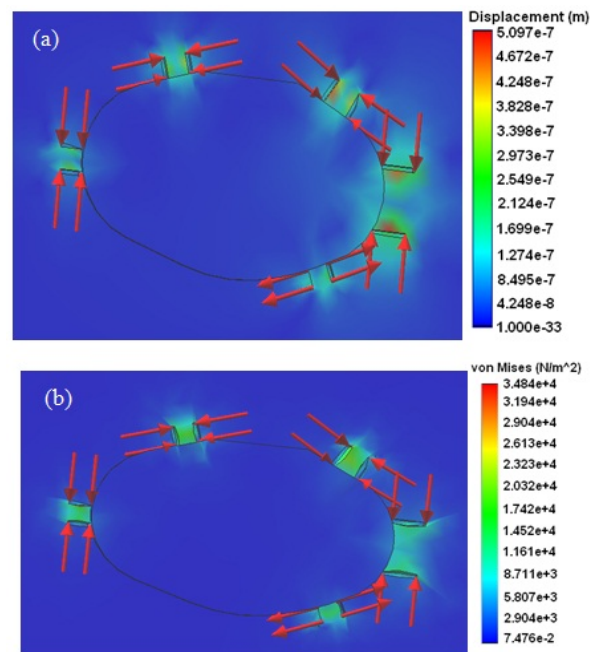 (a)
Displacement (m)
5.097e-7
4.672e-7
4.248e-7
3.828e-7
3.398e-7
2.973e-7
2.549e-7
2.124e-7
1.699e-7
1.274e-7
8.495e-7
4.248e-8
1.000e-33
(b)
von Mises (N/m^2)
3.484e+4
3.194e+4
2.904e+4
2.613e+4
2.323e+4
2.032e+4
1.742e+4
1.452e+4
1.161e+4
8.711e+3
5.807e+3
2.904e+3
7.476e-2